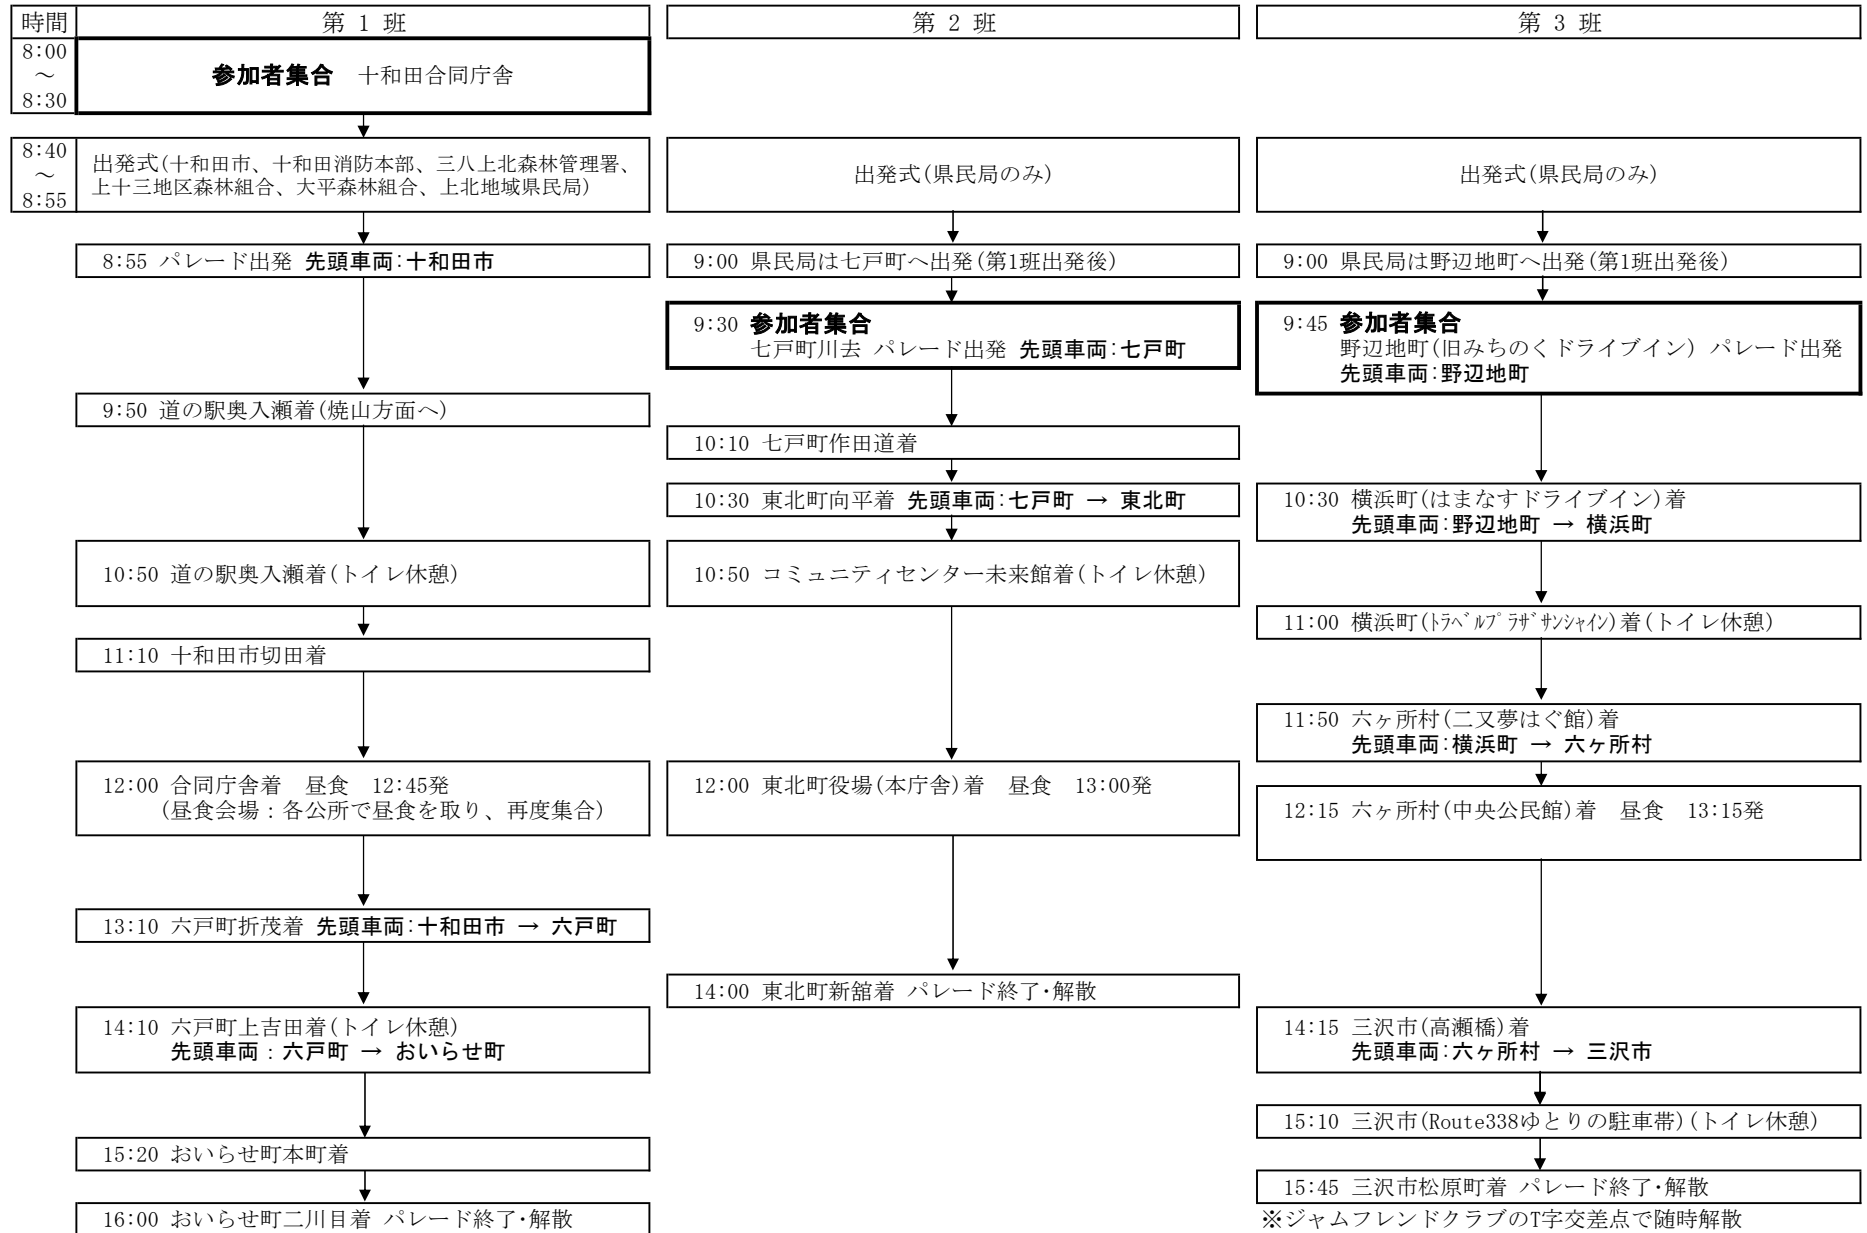 時間
第 1 班
8:00
～
8:30
参加者集合　十和田合同庁舎
8:40
～
8:55
出発式(十和田市、十和田消防本部、三八上北森林管理署、
上十三地区森林組合、大平森林組合、上北地域県民局)
8:55 パレード出発 先頭車両:十和田市
9:50 道の駅奥入瀬着(焼山方面へ)
10:50 道の駅奥入瀬着(トイレ休憩)
11:10 十和田市切田着
12:00 合同庁舎着　昼食　12:45発
(昼食会場：各公所で昼食を取り、再度集合)
13:10 六戸町折茂着 先頭車両:十和田市 → 六戸町
14:10 六戸町上吉田着(トイレ休憩)
先頭車両：六戸町 → おいらせ町
15:20 おいらせ町本町着
16:00 おいらせ町二川目着 パレード終了･解散
第 2 班
出発式(県民局のみ)
9:00 県民局は七戸町へ出発(第1班出発後)
9:30 参加者集合
七戸町川去 パレード出発 先頭車両:七戸町
10:10 七戸町作田道着
10:30 東北町向平着 先頭車両:七戸町 → 東北町
10:50 コミュニティセンター未来館着(トイレ休憩)
12:00 東北町役場(本庁舎)着　昼食　13:00発
14:00 東北町新舘着 パレード終了･解散
第 3 班
出発式(県民局のみ)
9:00 県民局は野辺地町へ出発(第1班出発後)
9:45 参加者集合
野辺地町(旧みちのくドライブイン) パレード出発
先頭車両:野辺地町
10:30 横浜町(はまなすドライブイン)着
先頭車両:野辺地町 → 横浜町
11:00 横浜町(ﾄﾗﾍﾞﾙﾌﾟﾗｻﾞｻﾝｼｬｲﾝ)着(トイレ休憩)
11:50 六ヶ所村(二又夢はぐ館)着
先頭車両:横浜町 → 六ヶ所村
12:15 六ヶ所村(中央公民館)着　昼食　13:15発
14:15 三沢市(高瀬橋)着
先頭車両:六ヶ所村 → 三沢市
15:10 三沢市(Route338ゆとりの駐車帯)(トイレ休憩)
15:45 三沢市松原町着 パレード終了･解散
※ジャムフレンドクラブのT字交差点で随時解散